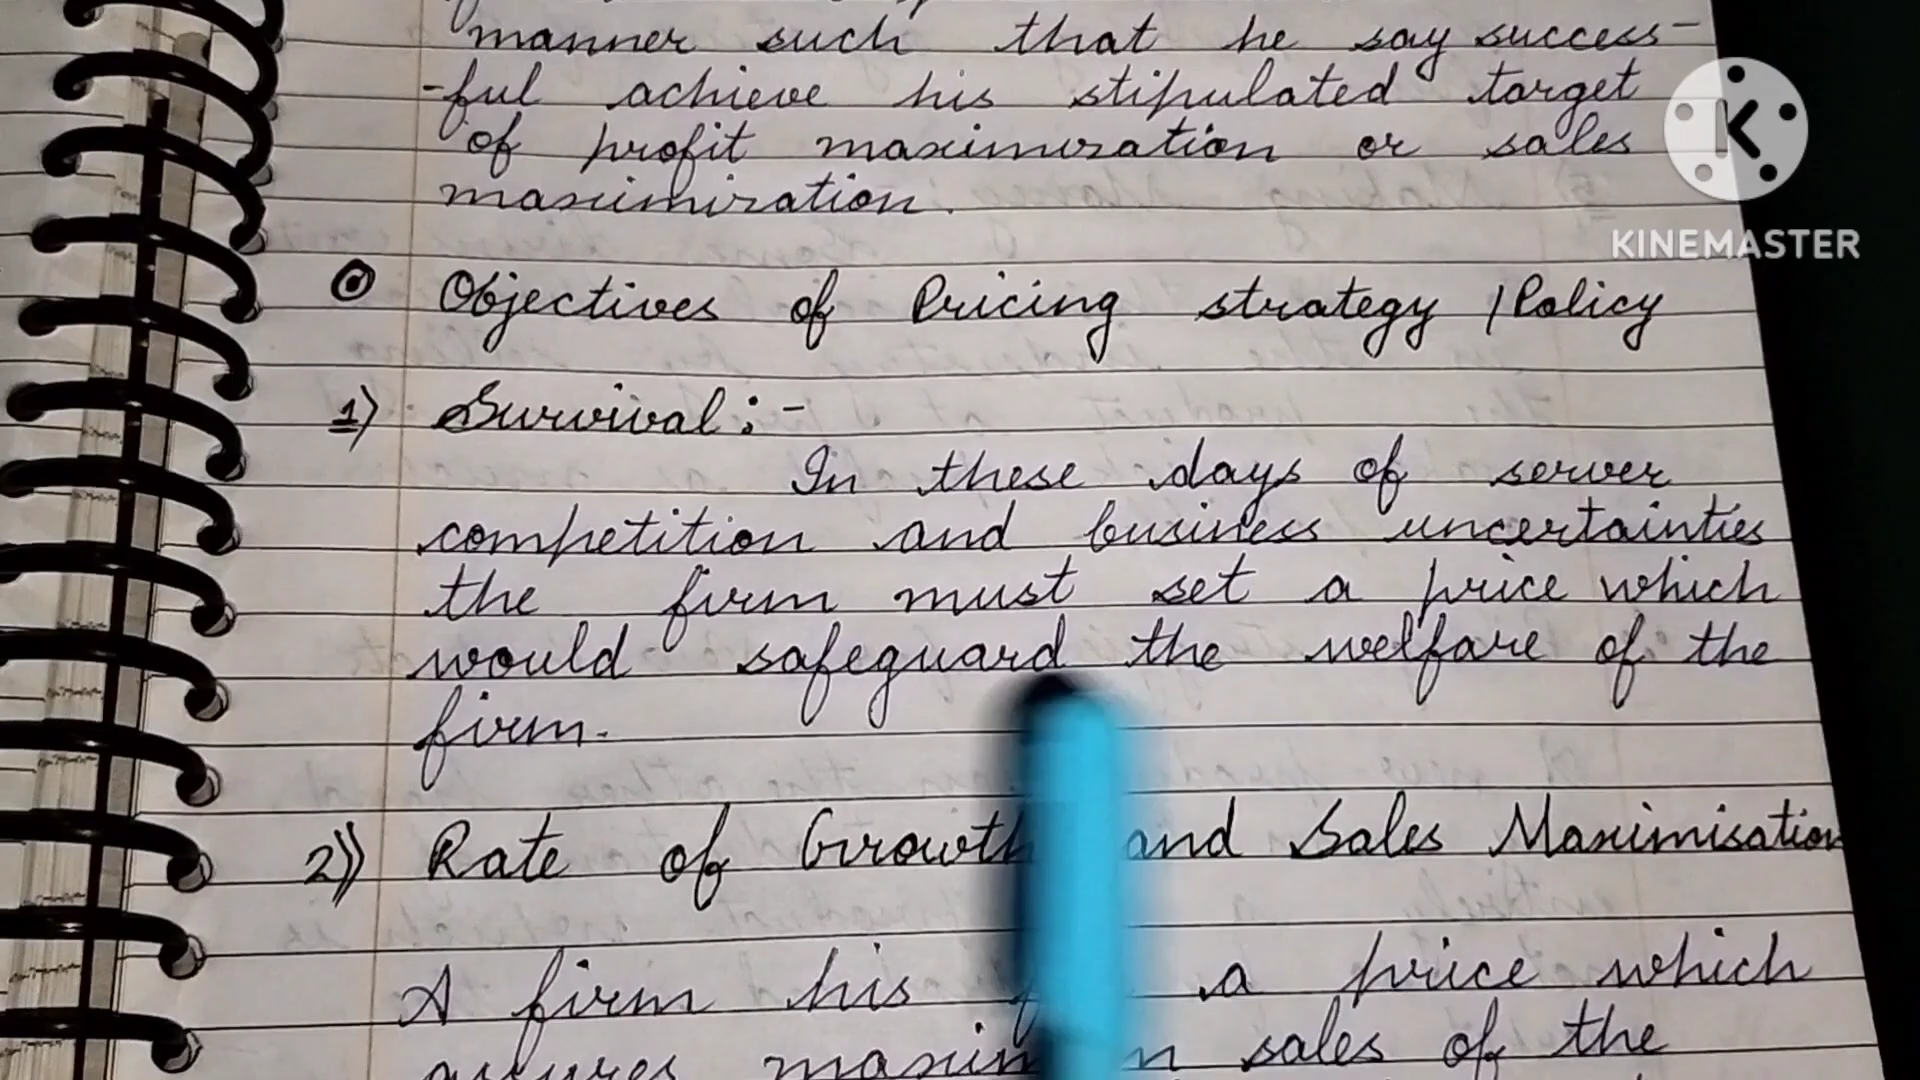 manner such that he say success-
-ful achieve his stipulated target
of profit maximization or sales
maximization.
Objectives of Pricing strategy / Policy
1) Survival :-
In these days of server
competition and business uncertainties
the firm must set a price which
would safeguard the welfare of the
firm.
2) Rate of Growth and Sales Maximisation
A firm his a price which
assures sales of the
KINEMASTER